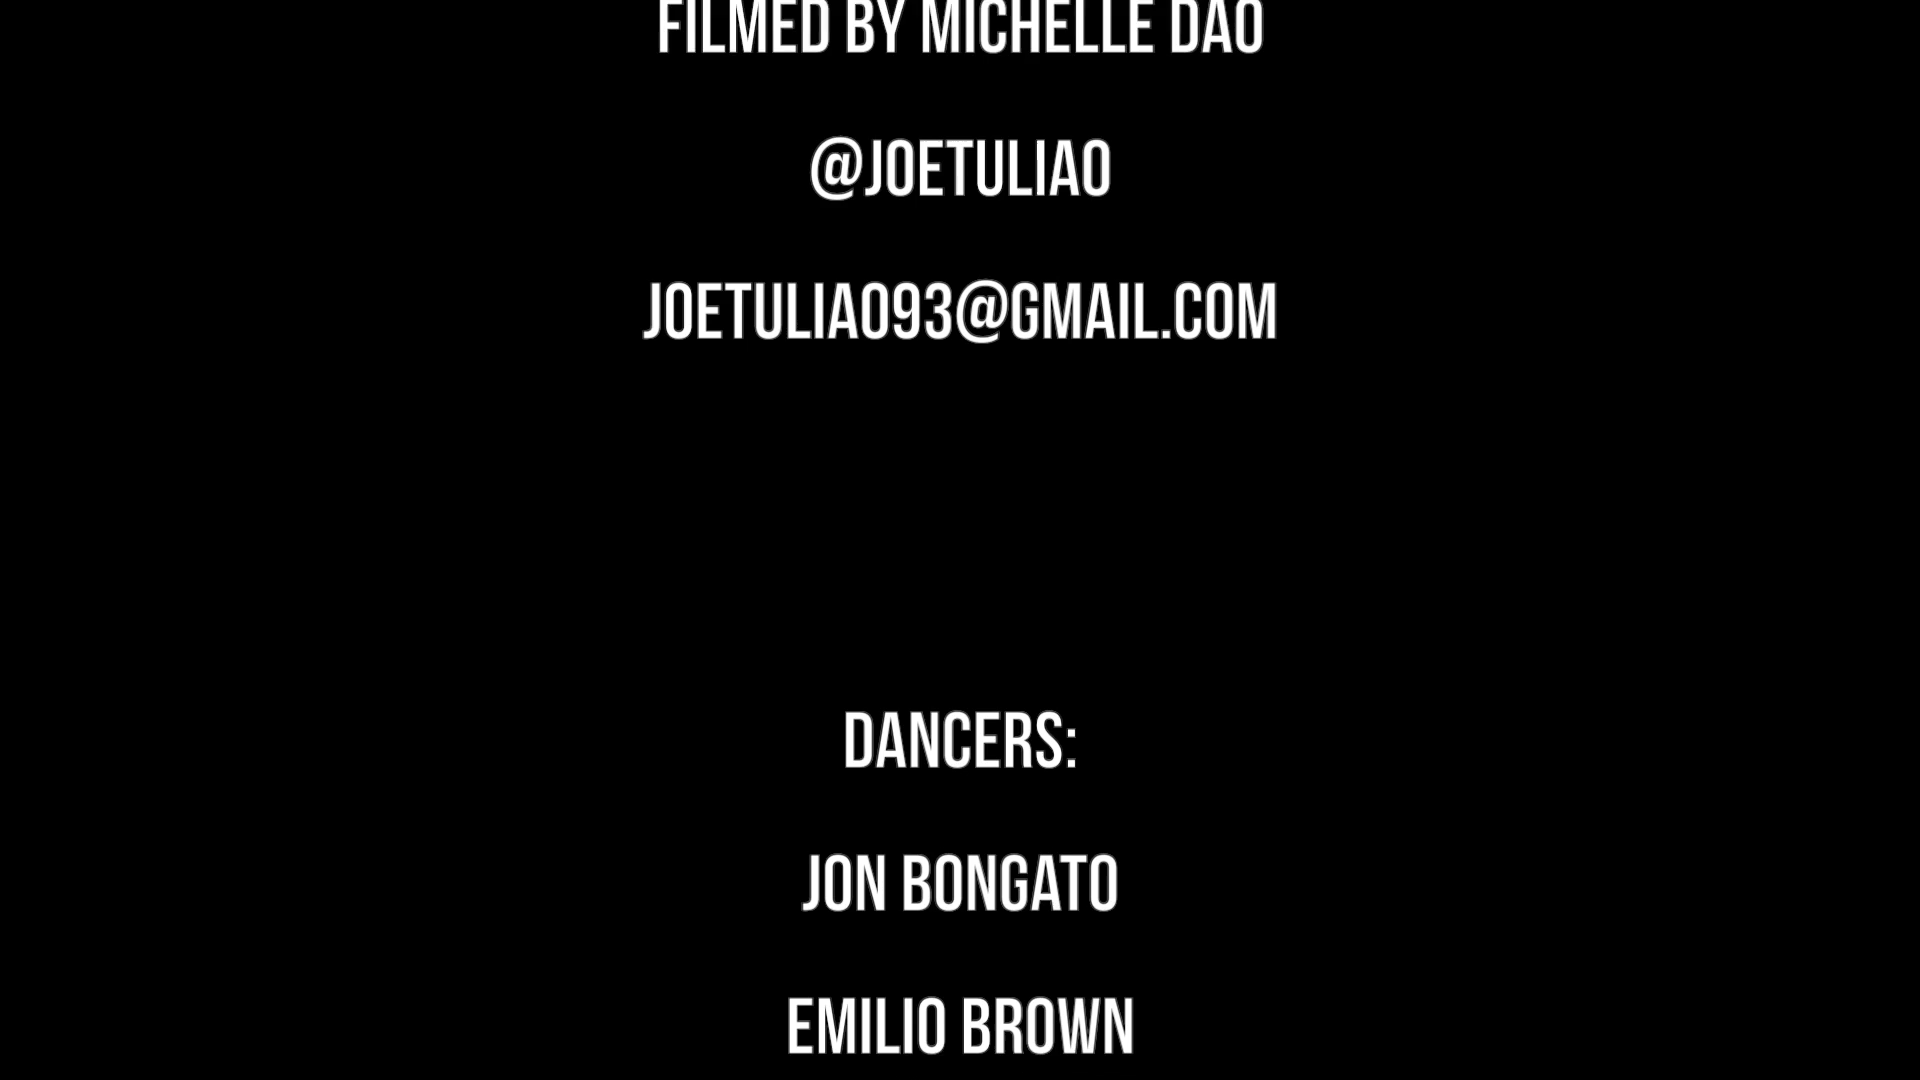 FILMED BY MICHELLE DAO
@JOETULIAO
JOETULIAO93@GMAIL.COM
DANCERS:
JON BONGATO
EMILIO BROWN